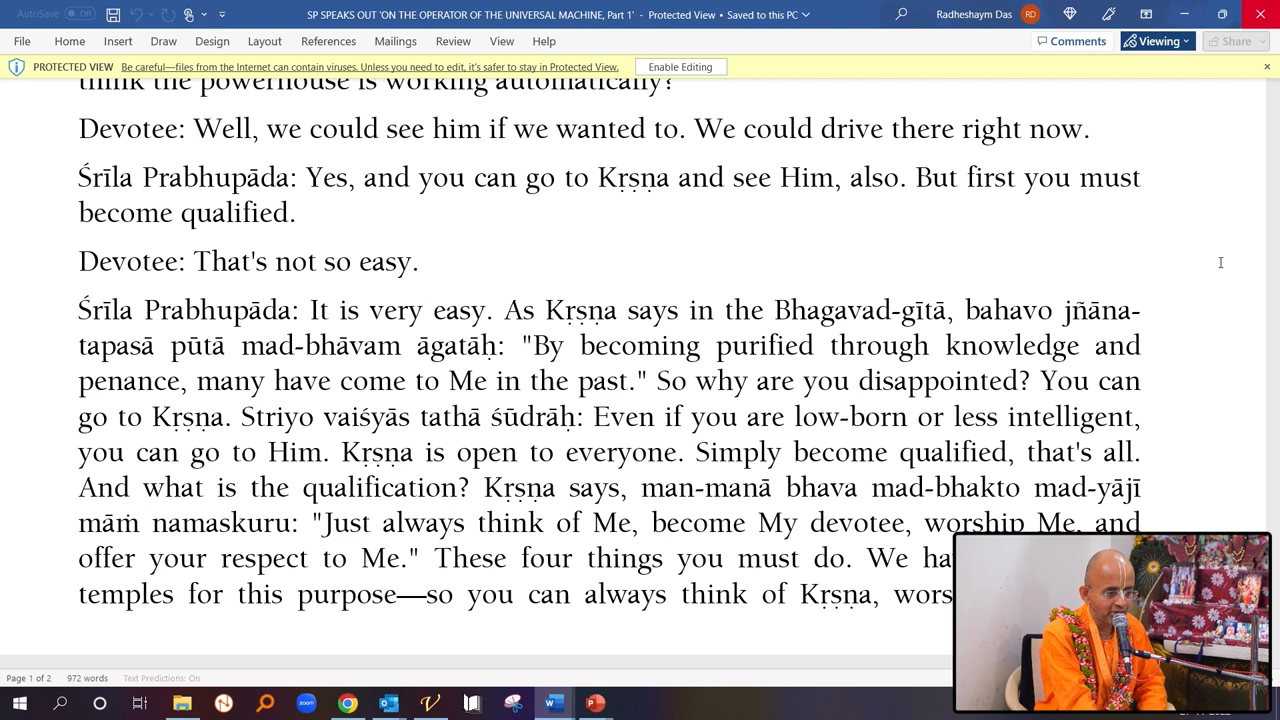 AutoSave Off
SP SPEAKS OUT 'ON THE OPERATOR OF THE UNIVERSAL MACHINE, Part 1' - Protected View • Saved to this PC
Radheshaym Das RD
File Home Insert Draw Design Layout References Mailings Review View Help Comments Viewing Share
PROTECTED VIEW Be careful—files from the Internet can contain viruses. Unless you need to edit, it's safer to stay in Protected View. Enable Editing
think the powerhouse is working automatically?
Devotee: Well, we could see him if we wanted to. We could drive there right now.
Śrīla Prabhupāda: Yes, and you can go to Kṛṣṇa and see Him, also. But first you must
become qualified.
Devotee: That's not so easy.
Śrīla Prabhupāda: It is very easy. As Kṛṣṇa says in the Bhagavad-gītā, bahavo jñāna-
tapasā pūtā mad-bhāvam āgatāḥ: "By becoming purified through knowledge and
penance, many have come to Me in the past." So why are you disappointed? You can
go to Kṛṣṇa. Striyo vaiśyās tathā śūdrāḥ: Even if you are low-born or less intelligent,
you can go to Him. Kṛṣṇa is open to everyone. Simply become qualified, that's all.
And what is the qualification? Kṛṣṇa says, man-manā bhava mad-bhakto mad-yājī
māṁ namaskuru: "Just always think of Me, become My devotee, worship Me, and
offer your respect to Me." These four things you must do. We ha
temples for this purpose—so you can always think of Kṛṣṇa, wors
Page 1 of 2 972 words Text Predictions: On